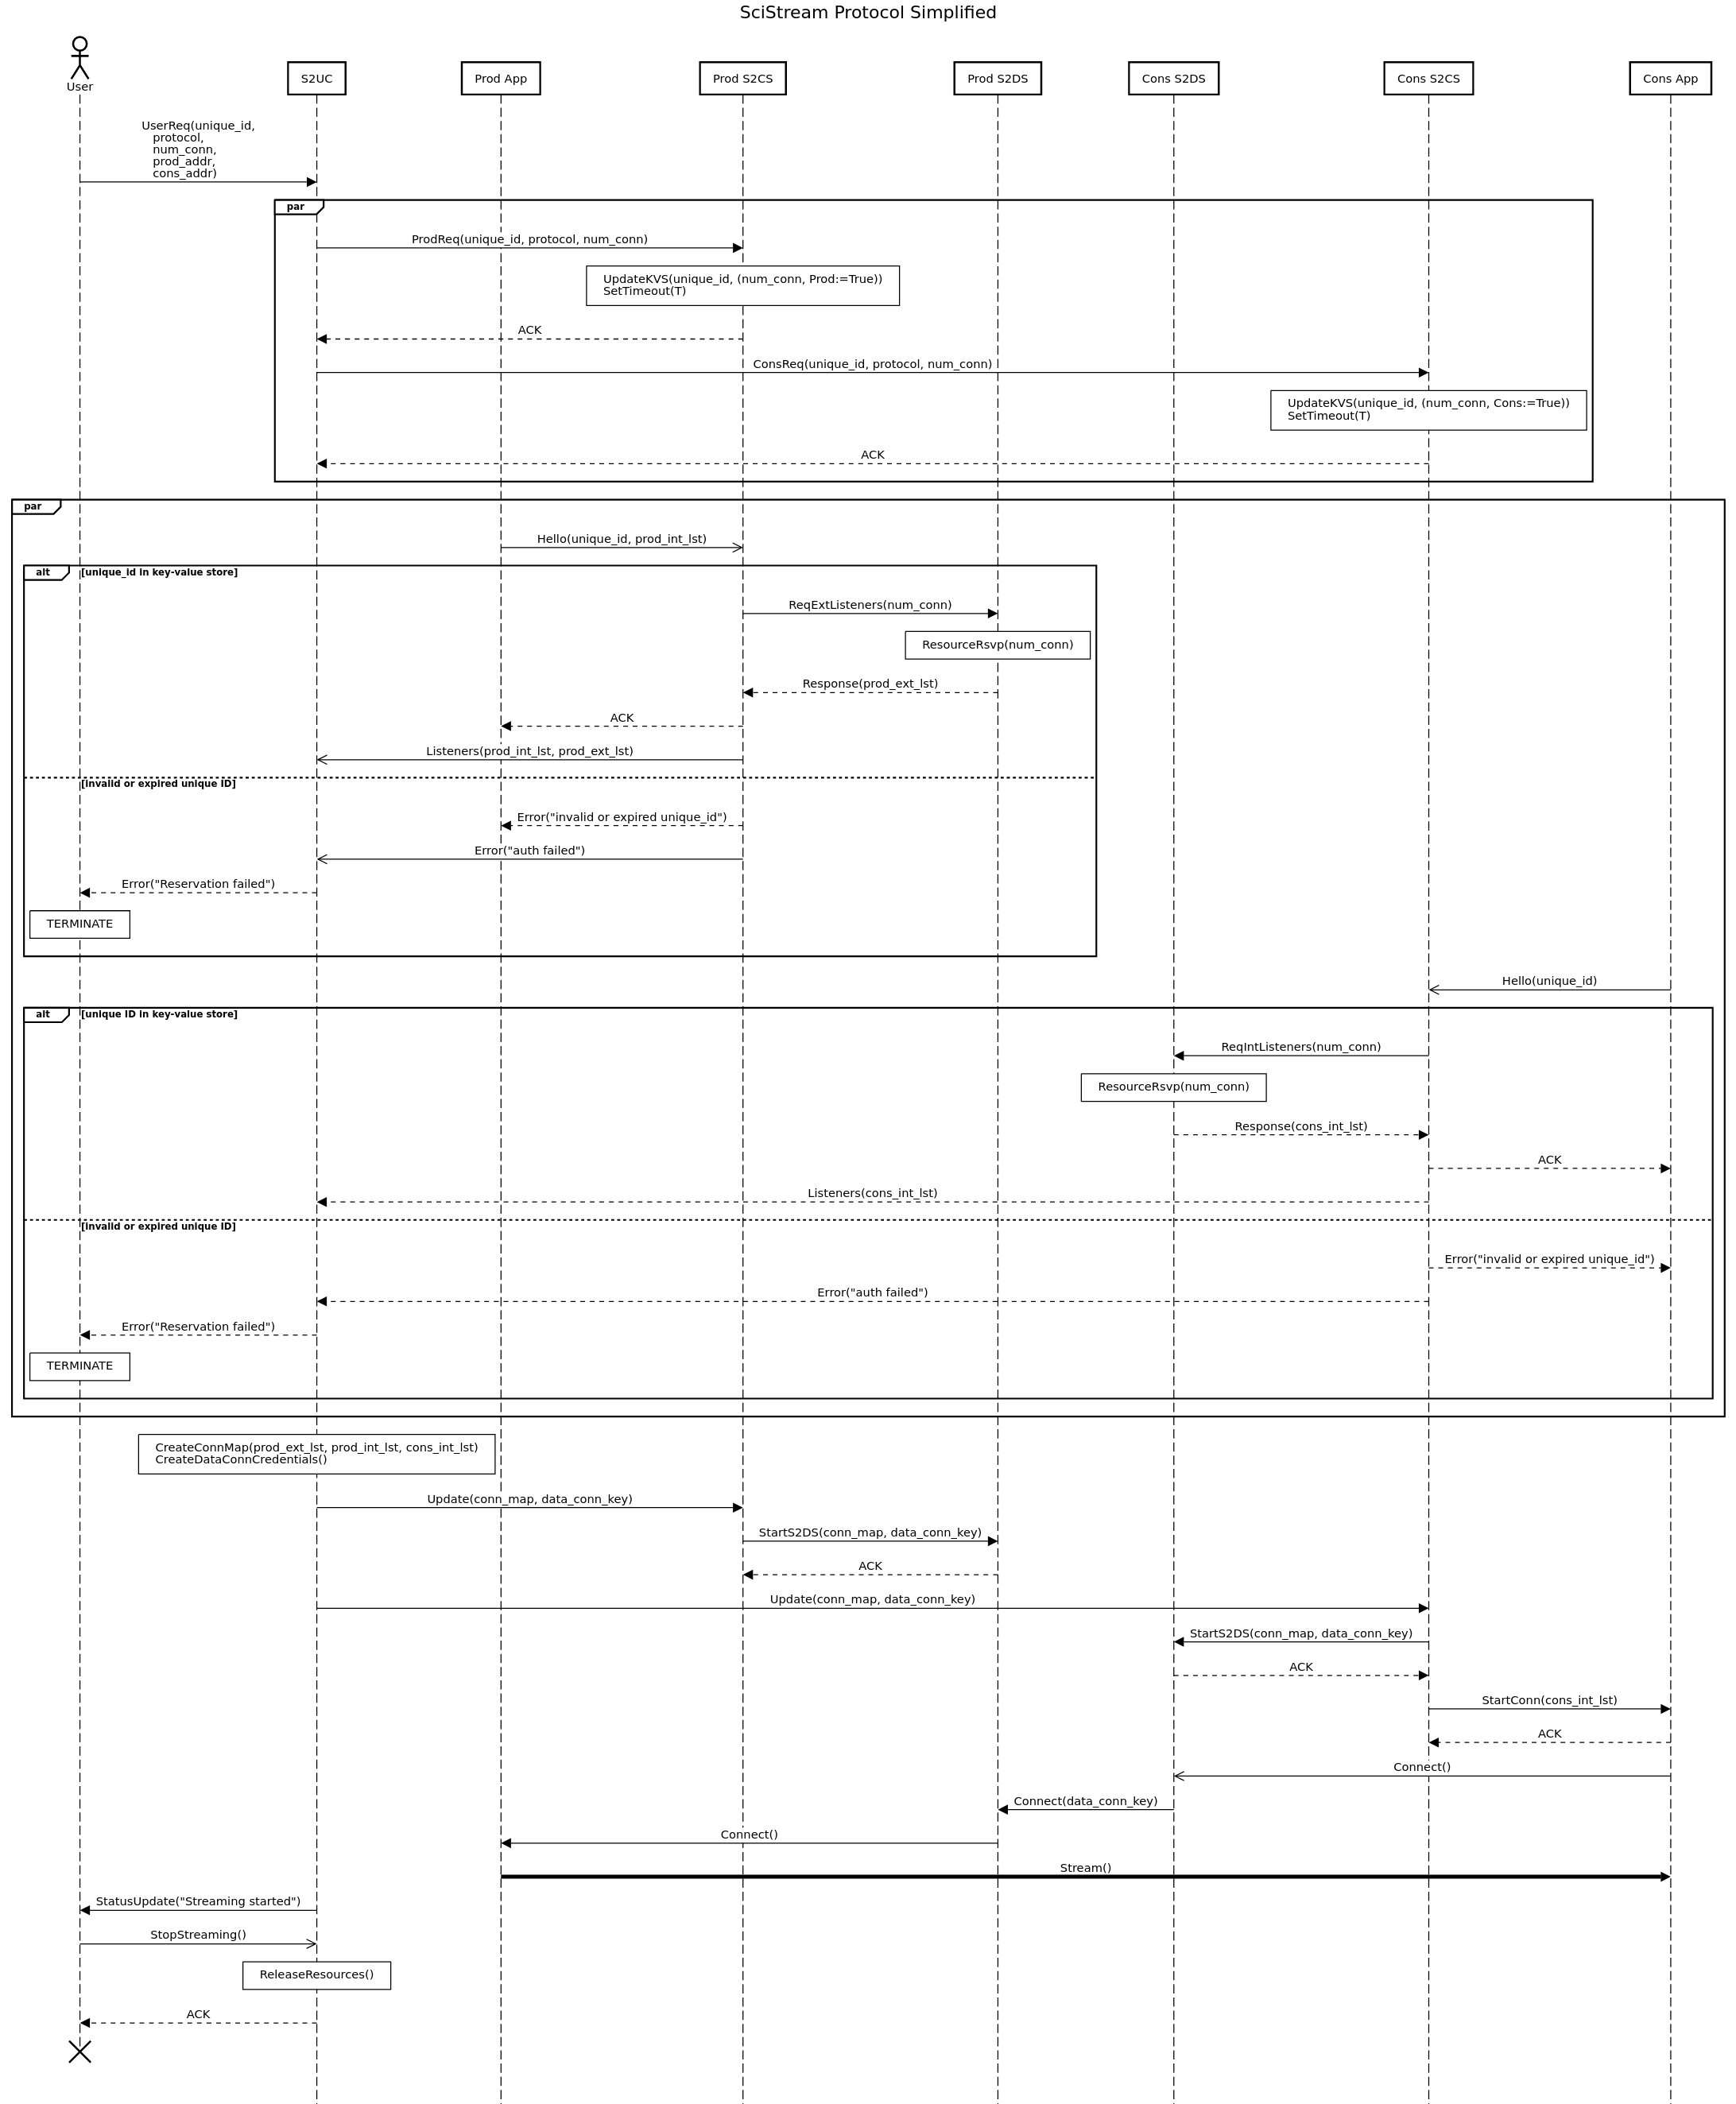 SciStream Protocol Simplified
User
S2UC
Prod App
Prod S2CS
Prod S2DS
Cons S2DS
Cons S2CS
Cons App
UserReq(unique_id,
protocol,
num_conn,
prod_addr,
cons_addr)
par
ProdReq(unique_id, protocol, num_conn)
UpdateKVS(unique_id, (num_conn, Prod:=True))
SetTimeout(T)
ACK
ConsReq(unique_id, protocol, num_conn)
UpdateKVS(unique_id, (num_conn, Cons:=True))
SetTimeout(T)
ACK
par
Hello(unique_id, prod_int_lst)
alt
[unique_id in key-value store]
ReqExtListeners(num_conn)
ResourceRsvp(num_conn)
Response(prod_ext_lst)
ACK
Listeners(prod_int_lst, prod_ext_lst)
[invalid or expired unique ID]
Error("invalid or expired unique_id")
Error("auth failed")
Error("Reservation failed")
TERMINATE
Hello(unique_id)
alt
[unique ID in key-value store]
ReqIntListeners(num_conn)
ResourceRsvp(num_conn)
Response(cons_int_lst)
ACK
Listeners(cons_int_lst)
[invalid or expired unique ID]
Error("invalid or expired unique_id")
Error("auth failed")
Error("Reservation failed")
TERMINATE
CreateConnMap(prod_ext_lst, prod_int_lst, cons_int_lst)
CreateDataConnCredentials()
Update(conn_map, data_conn_key)
StartS2DS(conn_map, data_conn_key)
ACK
Update(conn_map, data_conn_key)
StartS2DS(conn_map, data_conn_key)
ACK
StartConn(cons_int_lst)
ACK
Connect()
Connect(data_conn_key)
Connect()
Stream()
StatusUpdate("Streaming started")
StopStreaming()
ReleaseResources()
ACK